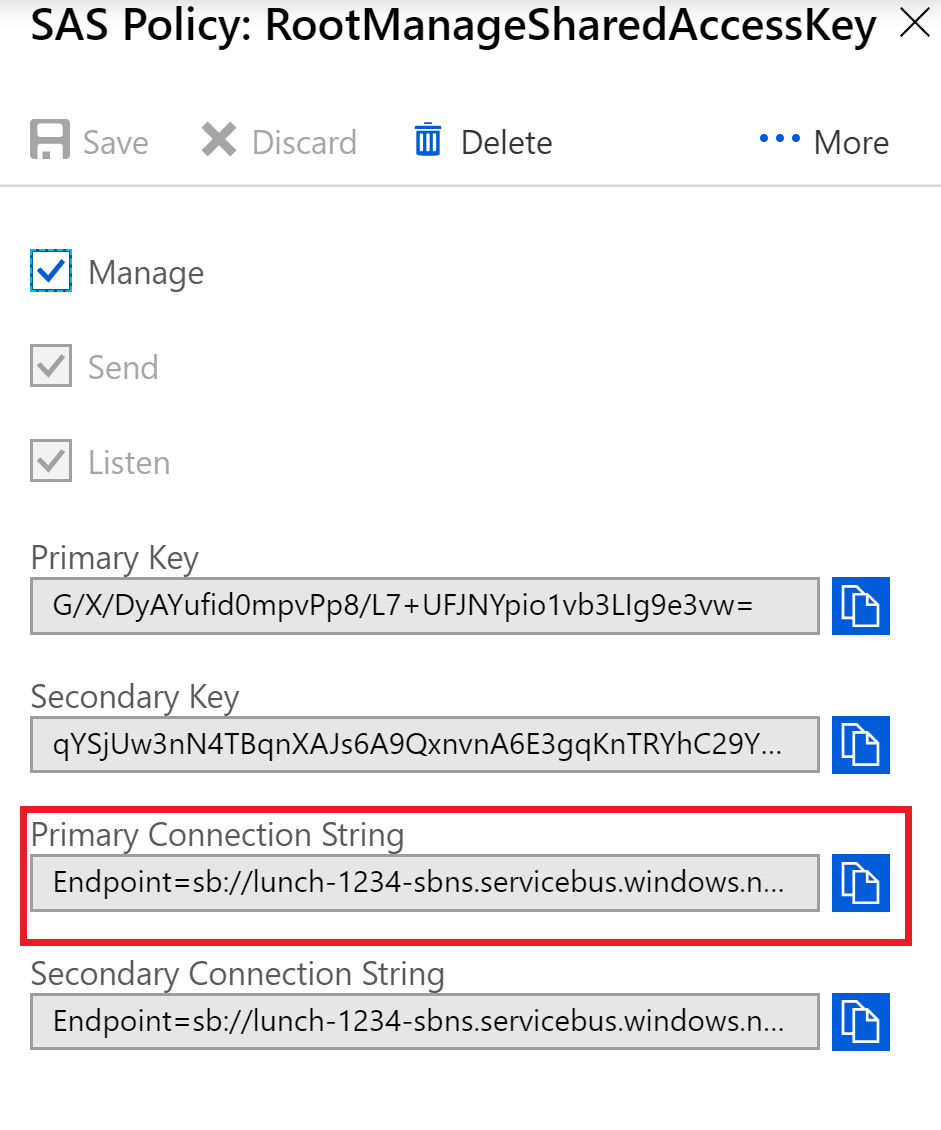 SAS Policy: RootManageSharedAccessKey
Save Discard Delete More
Manage
Send
Listen
Primary Key
G/X/DyAYufid0mpvPp8/L7+UFJNYpio1vb3LIg9e3vw=
Secondary Key
qYSjUw3nN4TBqnXAJs6A9QxnvnA6E3gqKnTRYhC29Y...
Primary Connection String
Endpoint=sb://lunch-1234-sbns.servicebus.windows.n...
Secondary Connection String
Endpoint=sb://lunch-1234-sbns.servicebus.windows.n...